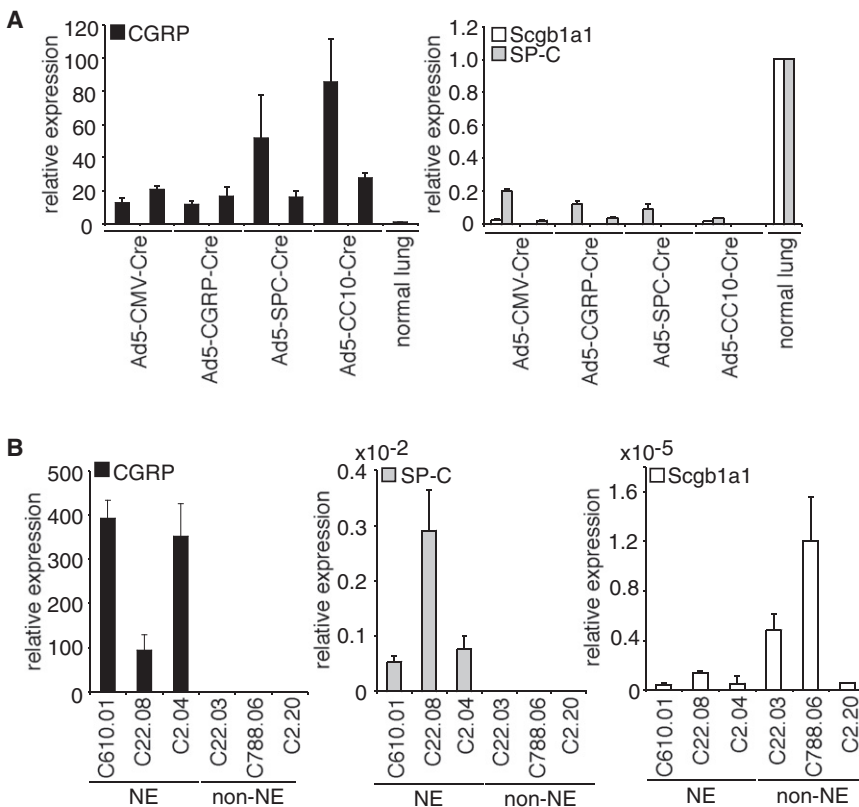 A
CGRP
relative expression
120
100
80
60
40
20
0
Ad5-CMV-Cre
Ad5-CGRP-Cre
Ad5-SPC-Cre
Ad5-CC10-Cre
normal lung
Scgb1a1
SP-C
relative expression
1.2
1.0
0.8
0.6
0.4
0.2
0
Ad5-CMV-Cre
Ad5-CGRP-Cre
Ad5-SPC-Cre
Ad5-CC10-Cre
normal lung
B
CGRP
relative expression
500
400
300
200
100
0
C610.01
C22.08
C2.04
C22.03
C788.06
C2.20
NE
non-NE
x10-2
SP-C
relative expression
0.4
0.3
0.2
0.1
0
C610.01
C22.08
C2.04
C22.03
C788.06
C2.20
NE
non-NE
x10-5
Scgb1a1
relative expression
1.6
1.2
0.8
0.4
0
C610.01
C22.08
C2.04
C22.03
C788.06
C2.20
NE
non-NE